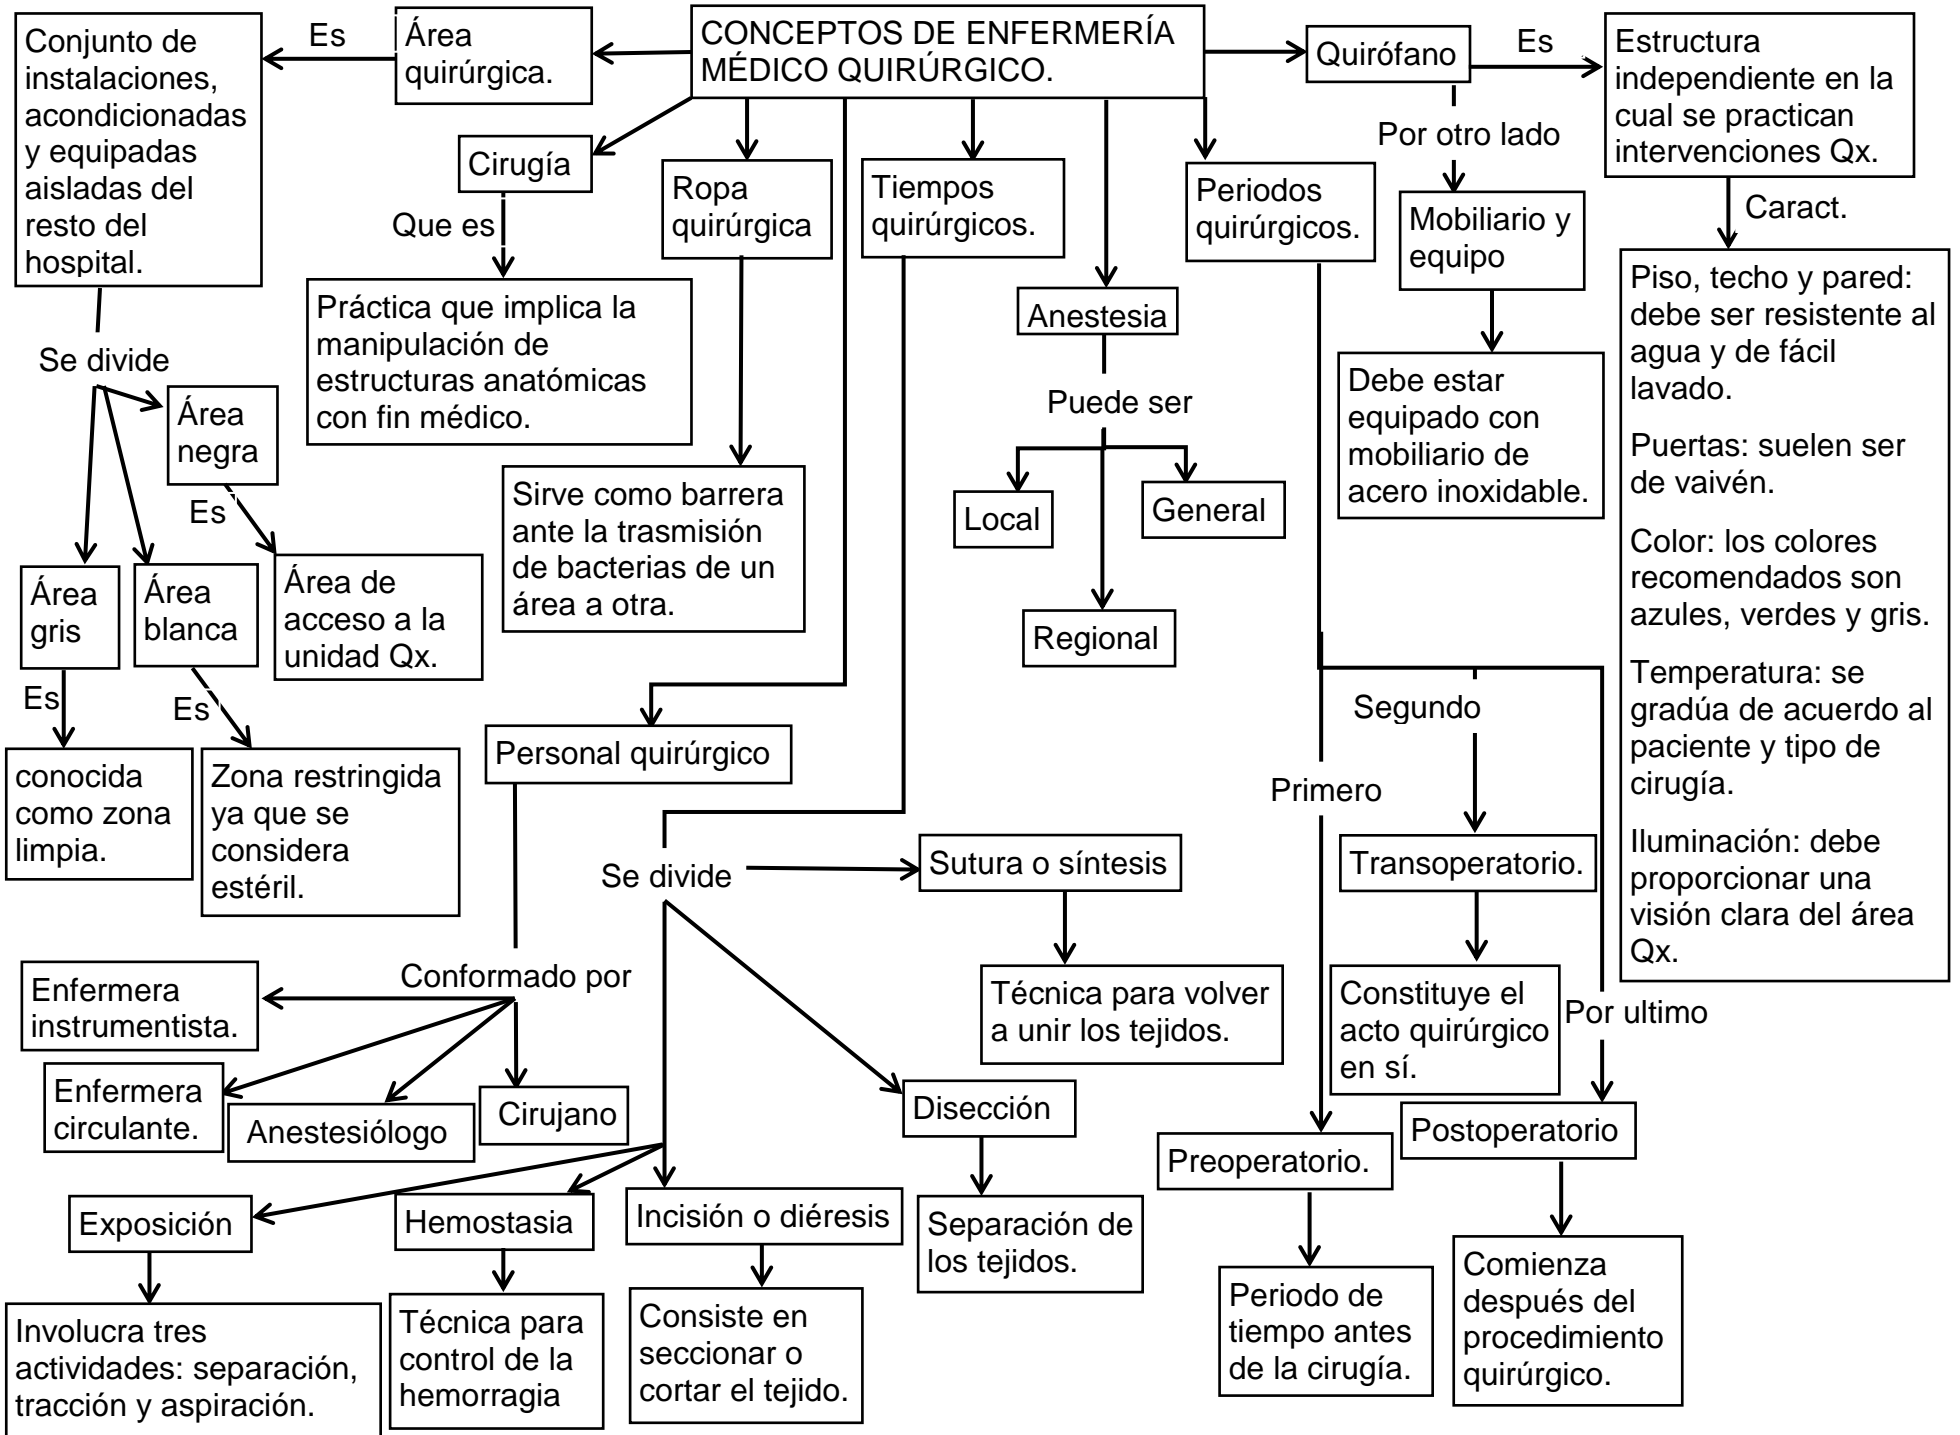 CONCEPTOS DE ENFERMERÍA
MÉDICO QUIRÚRGICO.
Área
quirúrgica.
Es
Conjunto de
instalaciones,
acondicionadas
y equipadas
aisladas del
resto del
hospital.
Se divide
Área
negra
Es
Área de
acceso a la
unidad Qx.
Área
gris
Es
conocida
como zona
limpia.
Área
blanca
Es
Zona restringida
ya que se
considera
estéril.
Cirugía
Que es
Práctica que implica la
manipulación de
estructuras anatómicas
con fin médico.
Ropa
quirúrgica
Sirve como barrera
ante la trasmisión
de bacterias de un
área a otra.
Personal quirúrgico
Conformado por
Enfermera
instrumentista.
Enfermera
circulante.
Anestesiólogo
Cirujano
Tiempos
quirúrgicos.
Se divide
Sutura o síntesis
Técnica para volver
a unir los tejidos.
Disección
Separación de
los tejidos.
Incisión o diéresis
Consiste en
seccionar o
cortar el tejido.
Hemostasia
Técnica para
control de la
hemorragia
Exposición
Involucra tres
actividades: separación,
tracción y aspiración.
Anestesia
Puede ser
Local
General
Regional
Periodos
quirúrgicos.
Primero
Preoperatorio.
Periodo de
tiempo antes
de la cirugía.
Segundo
Transoperatorio.
Constituye el
acto quirúrgico
en sí.
Por ultimo
Postoperatorio
Comienza
después del
procedimiento
quirúrgico.
Quirófano
Es
Estructura
independiente en la
cual se practican
intervenciones Qx.
Por otro lado
Mobiliario y
equipo
Debe estar
equipado con
mobiliario de
acero inoxidable.
Caract.
Piso, techo y pared:
debe ser resistente al
agua y de fácil
lavado.
Puertas: suelen ser
de vaivén.
Color: los colores
recomendados son
azules, verdes y gris.
Temperatura: se
gradúa de acuerdo al
paciente y tipo de
cirugía.
Iluminación: debe
proporcionar una
visión clara del área
Qx.